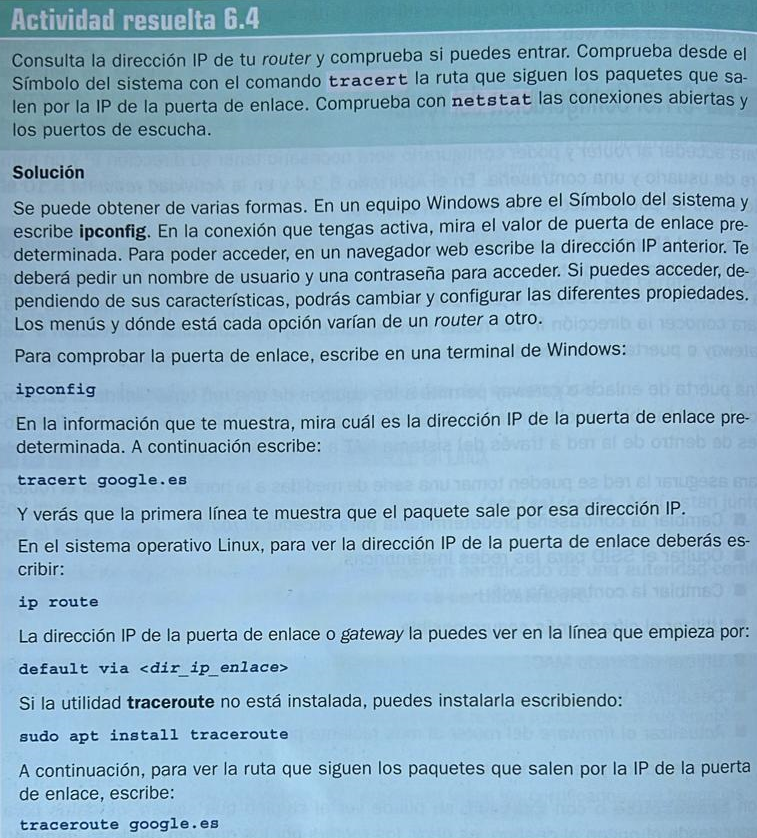 Actividad resuelta 6.4
Consulta la dirección IP de tu router y comprueba si puedes entrar. Comprueba desde el
Símbolo del sistema con el comando tracert la ruta que siguen los paquetes que sa-
len por la IP de la puerta de enlace. Comprueba con netstat las conexiones abiertas y
los puertos de escucha.
Solución
Se puede obtener de varias formas. En un equipo Windows abre el Símbolo del sistema y
escribe ipconfig. En la conexión que tengas activa, mira el valor de puerta de enlace pre-
determinada. Para poder acceder, en un navegador web escribe la dirección IP anterior. Te
deberá pedir un nombre de usuario y una contraseña para acceder. Si puedes acceder, de-
pendiendo de sus características, podrás cambiar y configurar las diferentes propiedades.
Los menús y dónde está cada opción varían de un router a otro.
Para comprobar la puerta de enlace, escribe en una terminal de Windows:
ipconfig
En la información que te muestra, mira cuál es la dirección IP de la puerta de enlace pre-
determinada. A continuación escribe:
tracert google.es
Y verás que la primera línea te muestra que el paquete sale por esa dirección IP.
En el sistema operativo Linux, para ver la dirección IP de la puerta de enlace deberás es-
cribir:
ip route
La dirección IP de la puerta de enlace o gateway la puedes ver en la línea que empieza por:
default via <dir_ip_enlace>
Si la utilidad traceroute no está instalada, puedes instalarla escribiendo:
sudo apt install traceroute
A continuación, para ver la ruta que siguen los paquetes que salen por la IP de la puerta
de enlace, escribe:
traceroute google.es